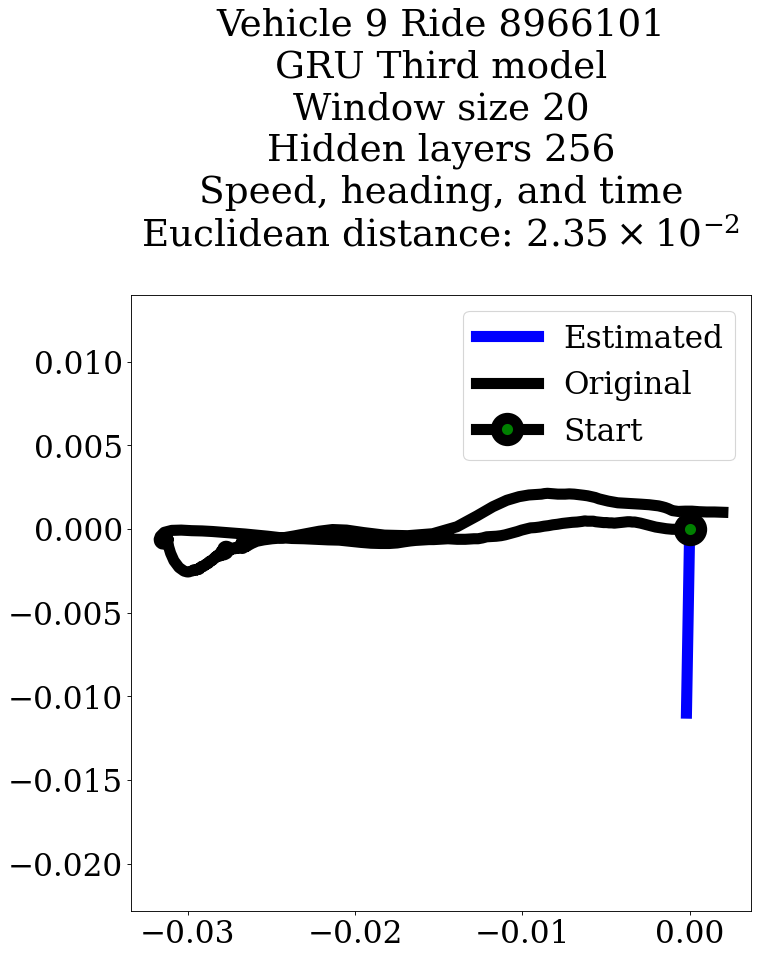 Vehicle 9 Ride 8966101
GRU Third model
Window size 20
Hidden layers 256
Speed, heading, and time
Euclidean distance: 2.35 × 10⁻²
Estimated
Original
Start
0.010
0.005
0.000
−0.005
−0.010
−0.015
−0.020
−0.03 −0.02 −0.01 0.00